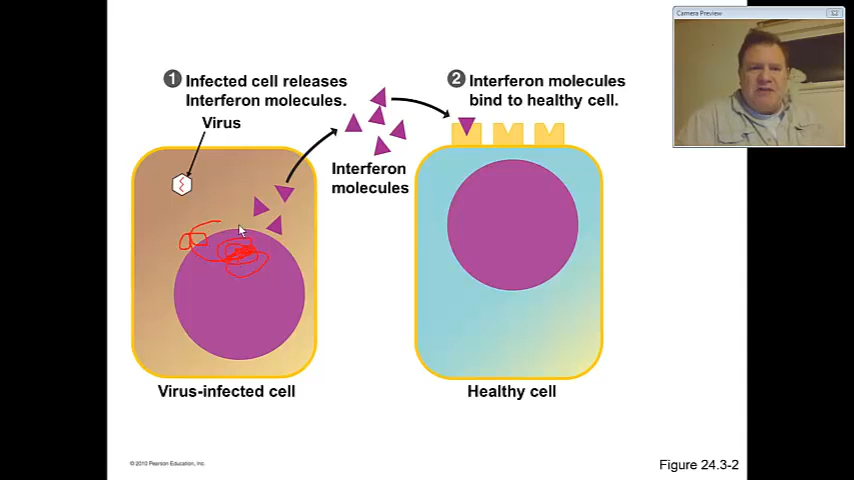 Camera Preview
1 Infected cell releases
Interferon molecules.
Virus
2 Interferon molecules
bind to healthy cell.
Interferon
molecules
Virus-infected cell
Healthy cell
© 2010 Pearson Education, Inc.
Figure 24.3-2